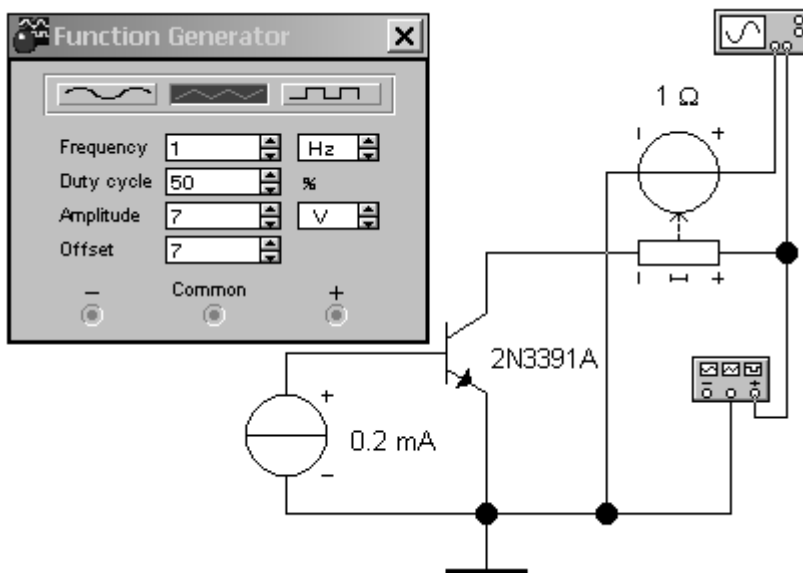 Function Generator
Frequency 1 Hz
Duty cycle 50 %
Amplitude 7 V
Offset 7
− Common +
1 Ω
− +
− +
2N3391A
− +
+
0.2 mA
−